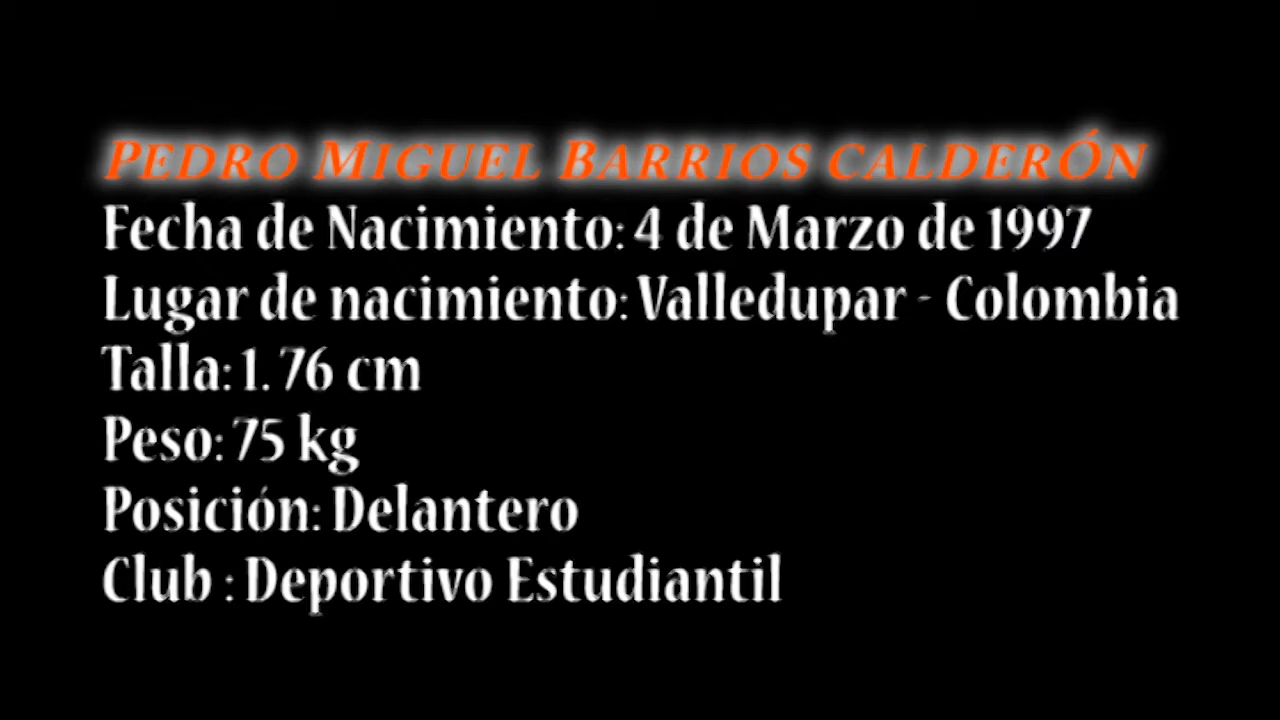 Pedro Miguel Barrios calderón
Fecha de Nacimiento: 4 de Marzo de 1997
Lugar de nacimiento: Valledupar - Colombia
Talla: 1. 76 cm
Peso: 75 kg
Posición: Delantero
Club : Deportivo Estudiantil